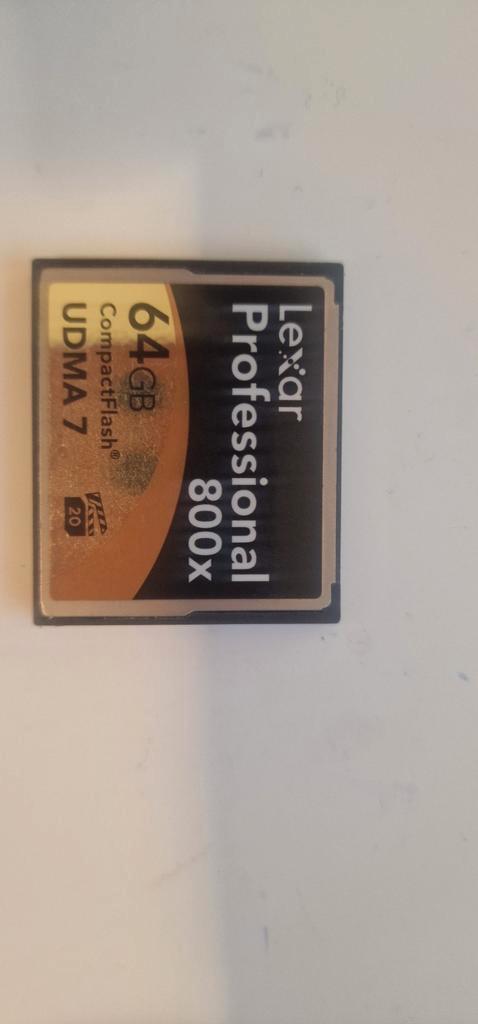 Lexar
Professional
800x
64GB
CompactFlash®
UDMA 7
20